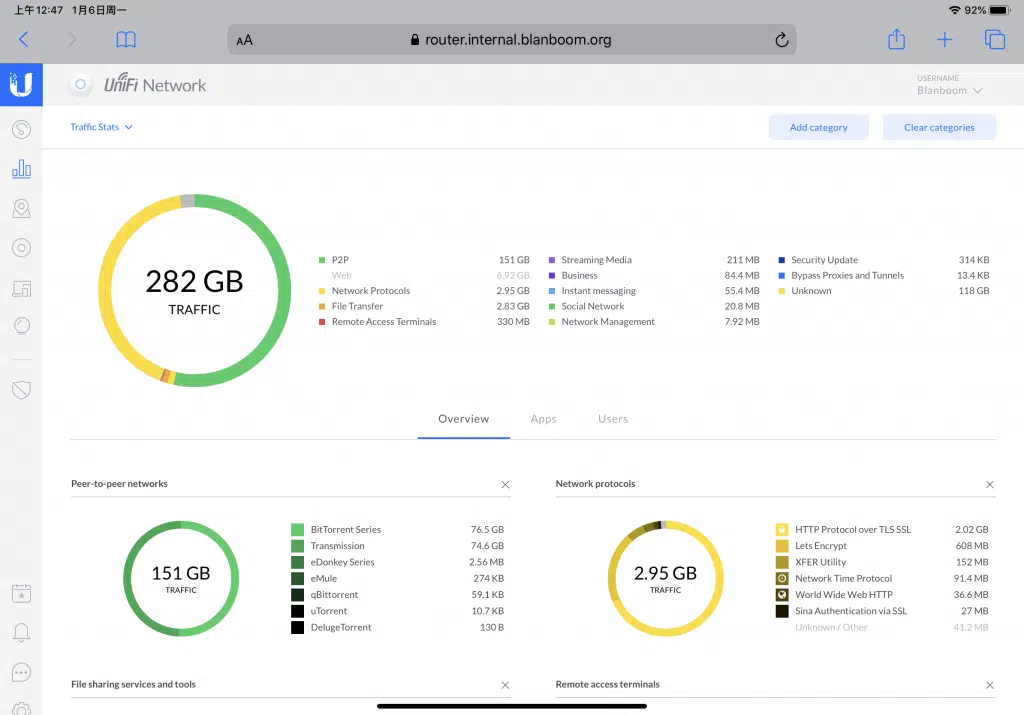 上午12:47 1月6日周一
92%
AA
router.internal.blanboom.org
UniFi Network
USERNAME
Blanboom
Traffic Stats
Add category
Clear categories
282 GB
TRAFFIC
P2P 151 GB
Web 6.92 GB
Network Protocols 2.95 GB
File Transfer 2.83 GB
Remote Access Terminals 330 MB
Streaming Media 211 MB
Business 84.4 MB
Instant messaging 55.4 MB
Social Network 20.8 MB
Network Management 7.92 MB
Security Update 314 KB
Bypass Proxies and Tunnels 13.4 KB
Unknown 118 GB
Overview
Apps
Users
Peer-to-peer networks
151 GB
TRAFFIC
BitTorrent Series 76.5 GB
Transmission 74.6 GB
eDonkey Series 2.56 MB
eMule 274 KB
qBittorrent 59.1 KB
uTorrent 10.7 KB
DelugeTorrent 130 B
Network protocols
2.95 GB
TRAFFIC
HTTP Protocol over TLS SSL 2.02 GB
Lets Encrypt 608 MB
XFER Utility 152 MB
Network Time Protocol 91.4 MB
World Wide Web HTTP 36.6 MB
Sina Authentication via SSL 27 MB
Unknown / Other 41.2 MB
File sharing services and tools
Remote access terminals